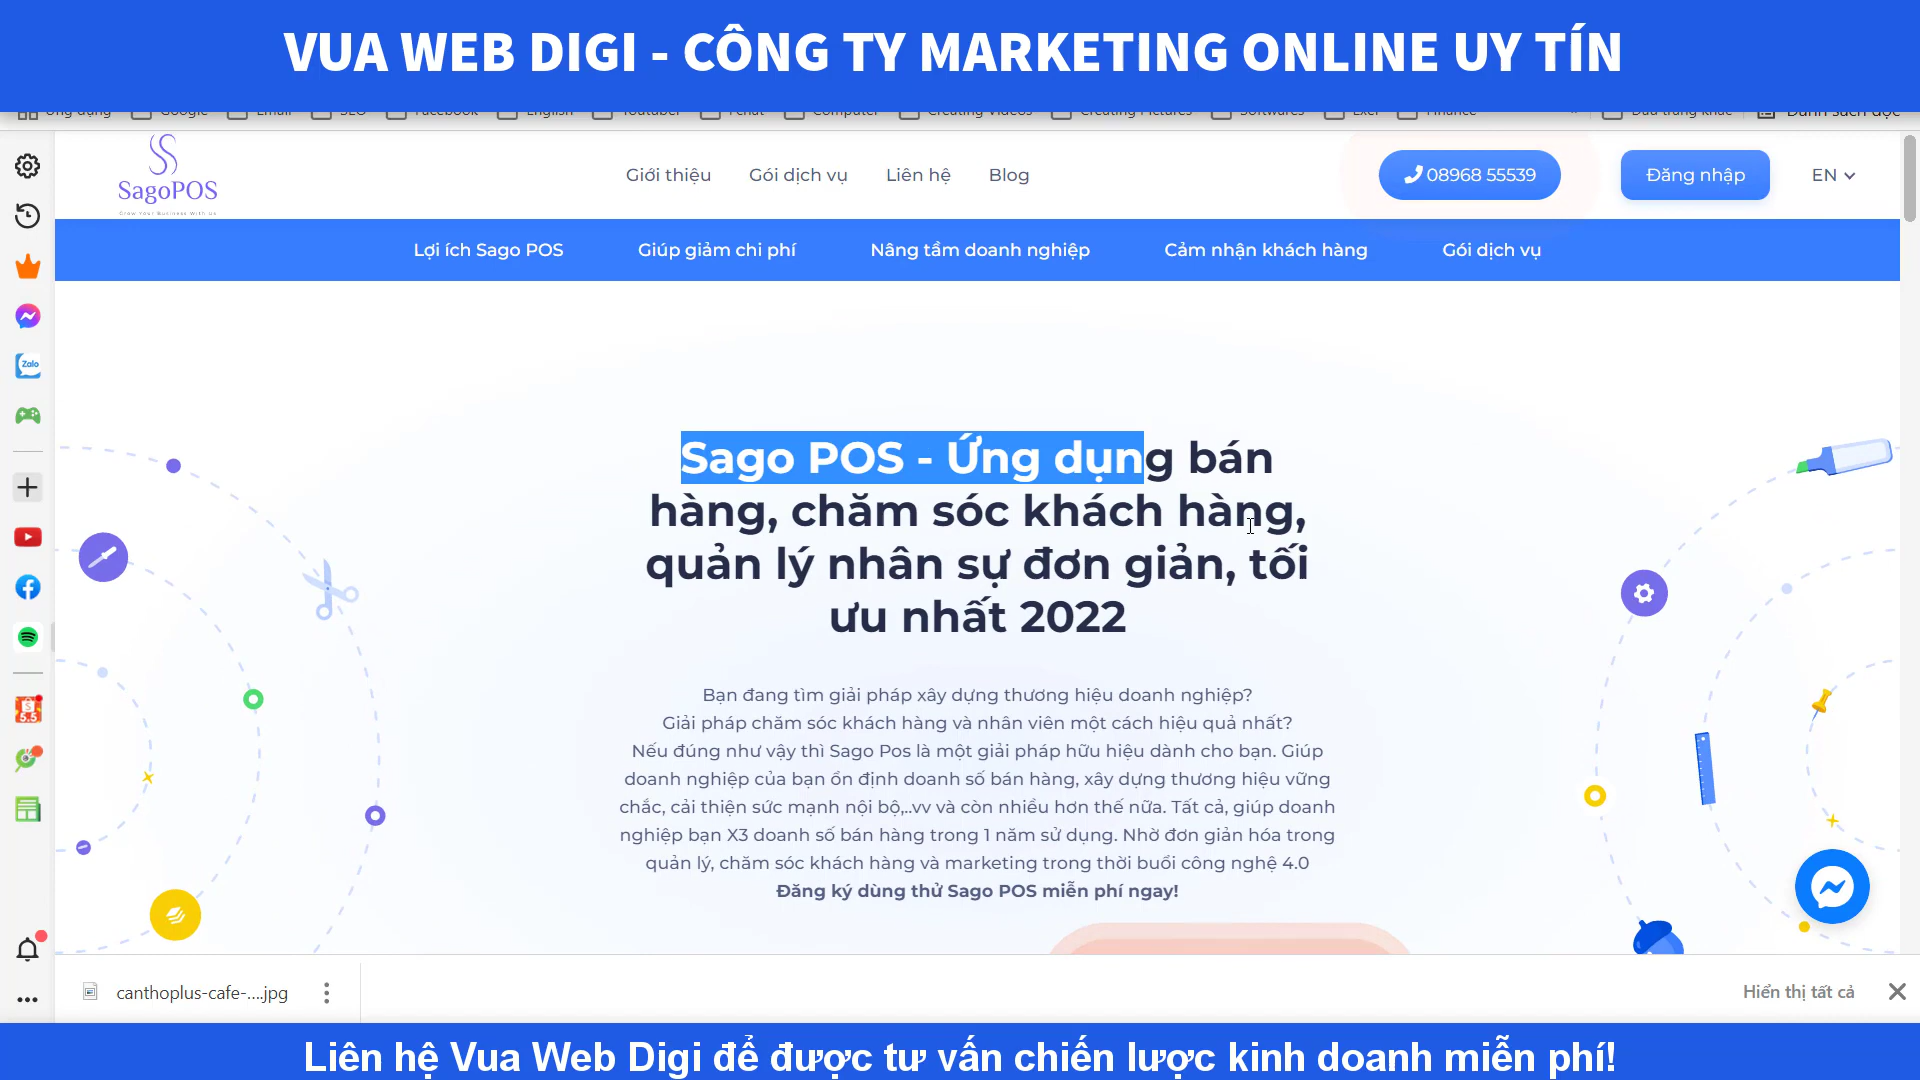 VUA WEB DIGI - CÔNG TY MARKETING ONLINE UY TÍN
SagoPOS
Grow Your Business With Us
Giới thiệu
Gói dịch vụ
Liên hệ
Blog
08968 55539
Đăng nhập
EN
Lợi ích Sago POS
Giúp giảm chi phí
Nâng tầm doanh nghiệp
Cảm nhận khách hàng
Gói dịch vụ
Zalo
5.5
Sago POS - Ứng dụng bán
hàng, chăm sóc khách hàng,
quản lý nhân sự đơn giản, tối
ưu nhất 2022
Bạn đang tìm giải pháp xây dựng thương hiệu doanh nghiệp?
Giải pháp chăm sóc khách hàng và nhân viên một cách hiệu quả nhất?
Nếu đúng như vậy thì Sago Pos là một giải pháp hữu hiệu dành cho bạn. Giúp
doanh nghiệp của bạn ổn định doanh số bán hàng, xây dựng thương hiệu vững
chắc, cải thiện sức mạnh nội bộ,..vv và còn nhiều hơn thế nữa. Tất cả, giúp doanh
nghiệp bạn X3 doanh số bán hàng trong 1 năm sử dụng. Nhờ đơn giản hóa trong
quản lý, chăm sóc khách hàng và marketing trong thời buổi công nghệ 4.0
Đăng ký dùng thử Sago POS miễn phí ngay!
canthoplus-cafe-....jpg
Hiển thị tất cả
Liên hệ Vua Web Digi để được tư vấn chiến lược kinh doanh miễn phí!